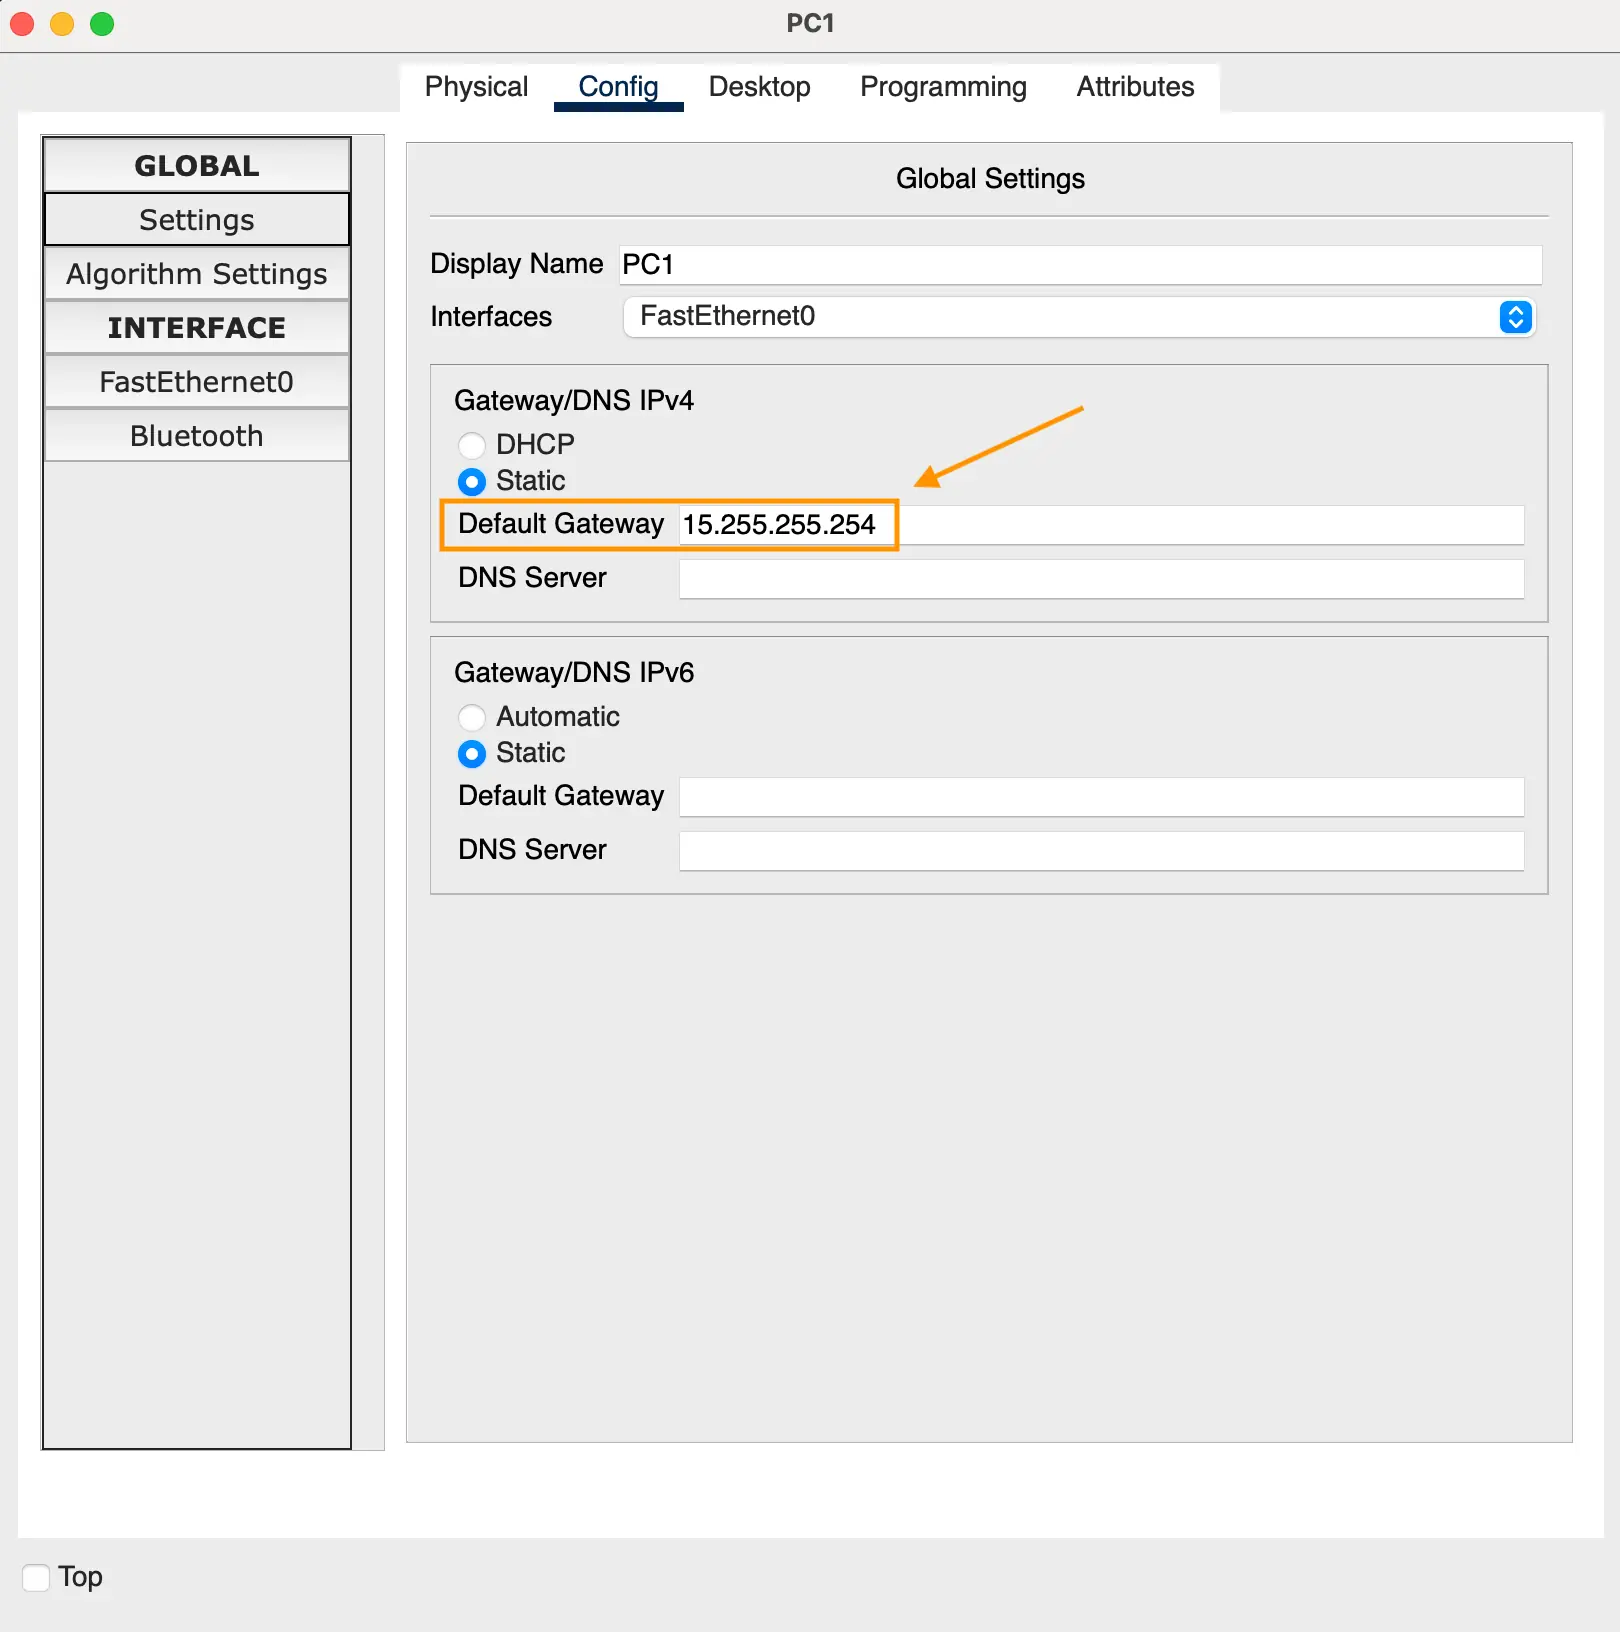 PC1
Physical Config Desktop Programming Attributes
GLOBAL
Settings
Algorithm Settings
INTERFACE
FastEthernet0
Bluetooth
Global Settings
Display Name PC1
Interfaces FastEthernet0
Gateway/DNS IPv4
DHCP
Static
Default Gateway 15.255.255.254
DNS Server
Gateway/DNS IPv6
Automatic
Static
Default Gateway
DNS Server
Top